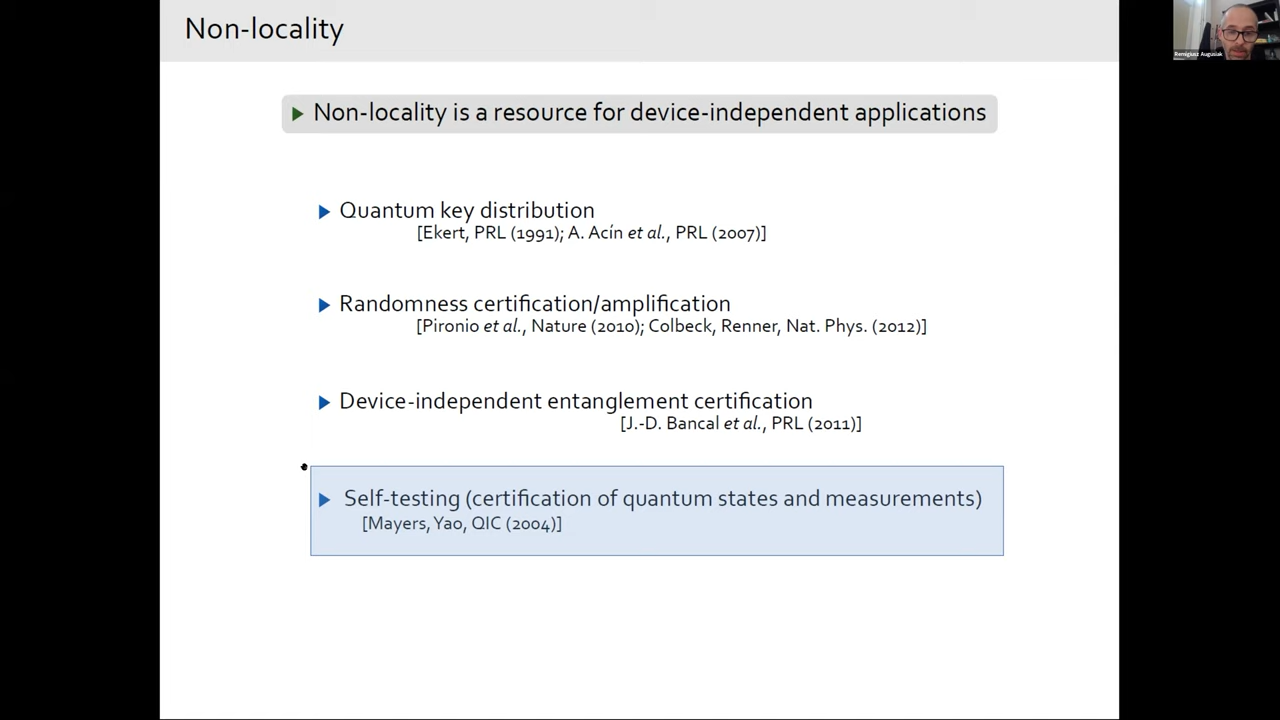 Non-locality
Remigiusz Augusiak
Non-locality is a resource for device-independent applications
Quantum key distribution
[Ekert, PRL (1991); A. Acín et al., PRL (2007)]
Randomness certification/amplification
[Pironio et al., Nature (2010); Colbeck, Renner, Nat. Phys. (2012)]
Device-independent entanglement certification
[J.-D. Bancal et al., PRL (2011)]
Self-testing (certification of quantum states and measurements)
[Mayers, Yao, QIC (2004)]